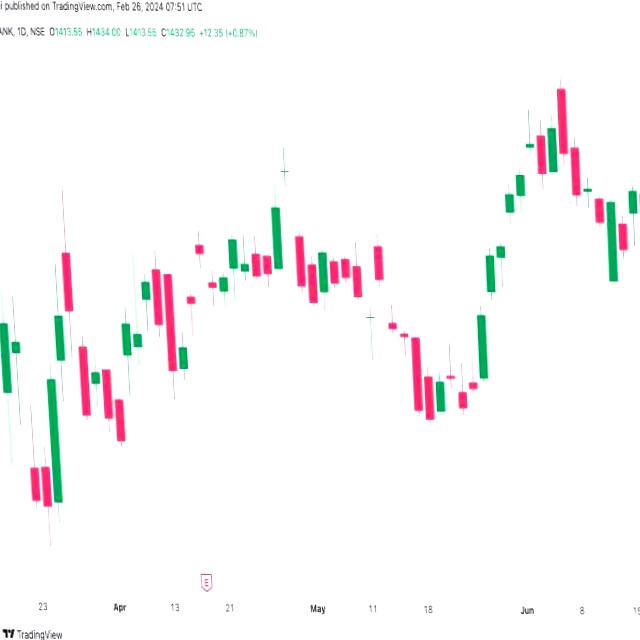 i published on TradingView.com, Feb 26, 2024 07:51 UTC
ANK, 1D, NSE O1413.55 H1434.00 L1413.55 C1432.95 +12.35 (+0.87%)
E
23 Apr 13 21 May 11 18 Jun 8 15
TradingView